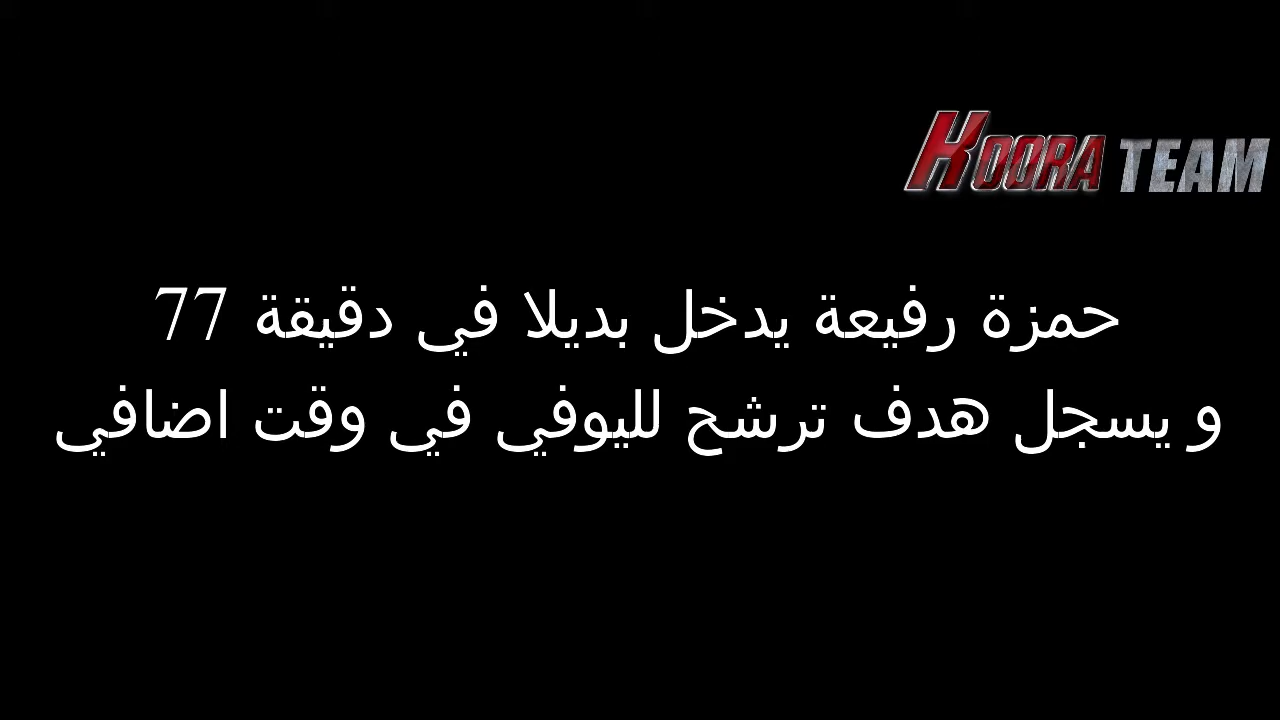 KOORA TEAM
حمزة رفيعة يدخل بديلا في دقيقة 77
و يسجل هدف ترشح لليوفي في وقت اضافي